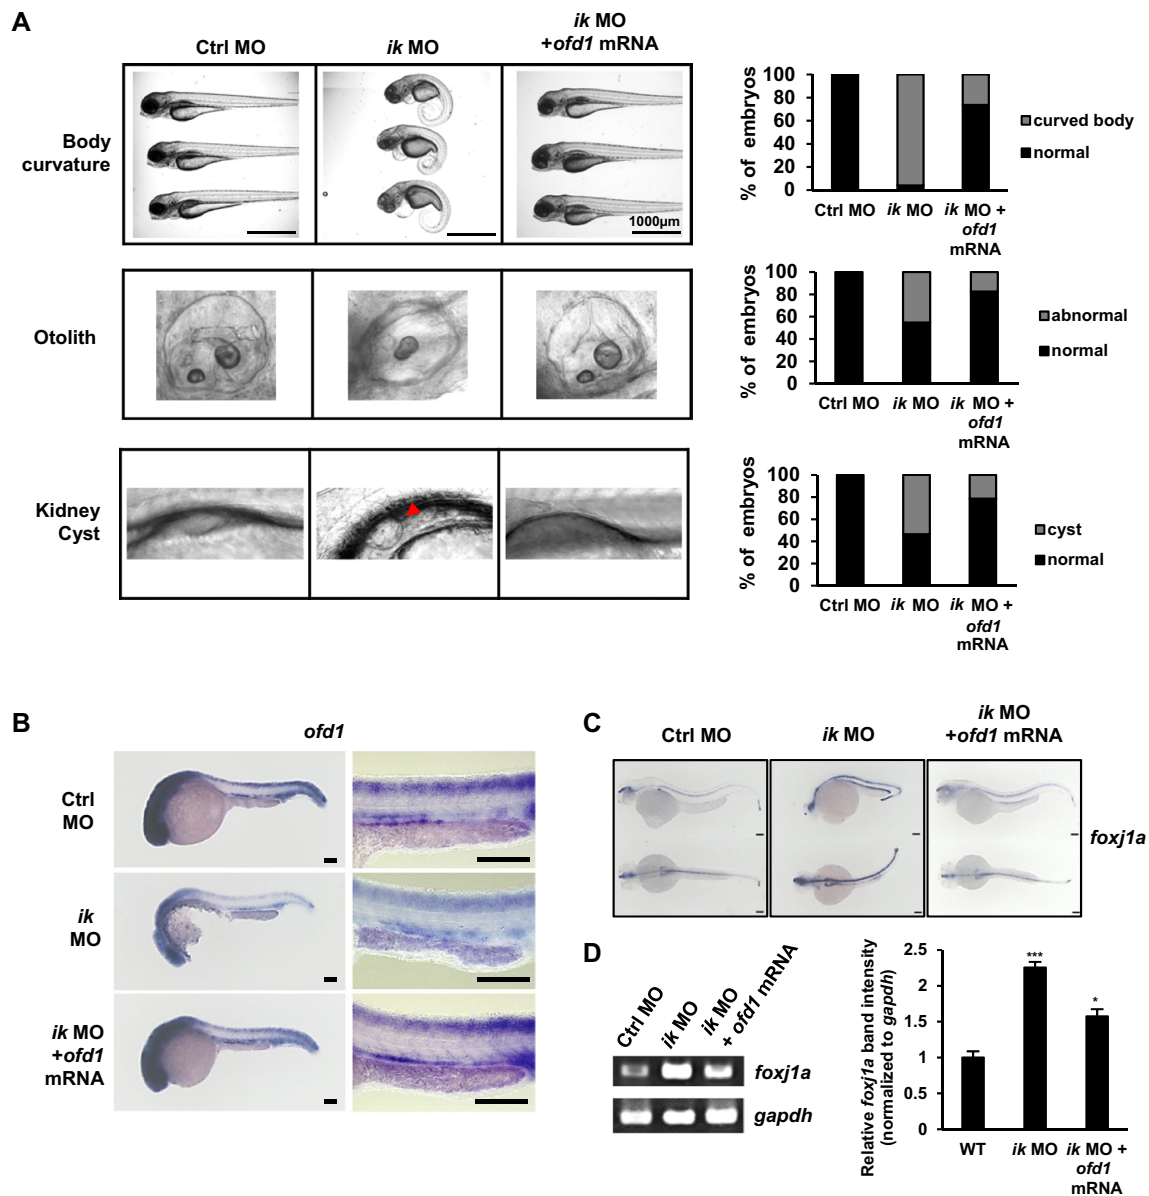 A
Ctrl MO
ik MO
ik MO
+ofd1 mRNA
Body
curvature
1000µm
% of embryos
100
80
60
40
20
0
Ctrl MO
ik MO
ik MO +
ofd1
mRNA
curved body
normal
Otolith
% of embryos
100
80
60
40
20
0
Ctrl MO
ik MO
ik MO +
ofd1
mRNA
abnormal
normal
Kidney
Cyst
% of embryos
100
80
60
40
20
0
Ctrl MO
ik MO
ik MO +
ofd1
mRNA
cyst
normal
B
ofd1
Ctrl
MO
ik
MO
ik MO
+ofd1
mRNA
C
Ctrl MO
ik MO
ik MO
+ofd1 mRNA
foxj1a
D
Ctrl MO
ik MO
ik MO
+ ofd1 mRNA
foxj1a
gapdh
Relative foxj1a band intensity
(normalized to gapdh)
2.5
2
1.5
1
0.5
0
***
*
WT
ik MO
ik MO +
ofd1
mRNA